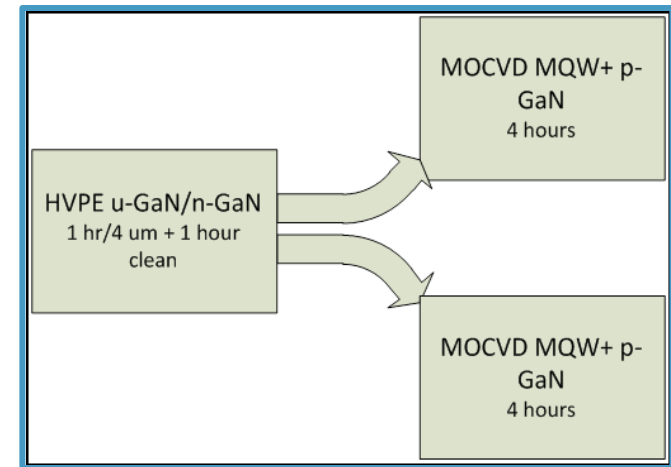 HVPE u-GaN/n-GaN
1 hr/4 um + 1 hour
clean
MOCVD MQW+ p-
GaN
4 hours
MOCVD MQW+ p-
GaN
4 hours